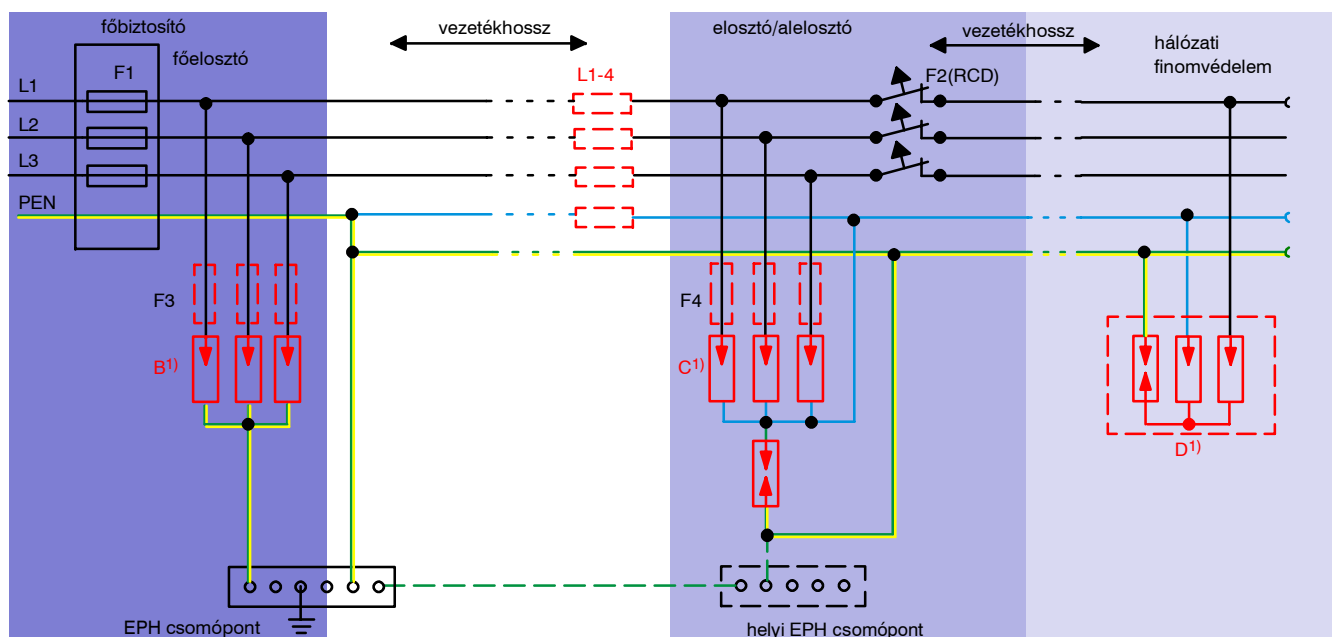 főbiztosító
vezetékhossz
elosztó/alelosztó
vezetékhossz
hálózati
finomvédelem
főelosztó
F1
L1-4
F2(RCD)
L1
L2
L3
PEN
F3
F4
B1)
C1)
D1)
EPH csomópont
helyi EPH csomópont